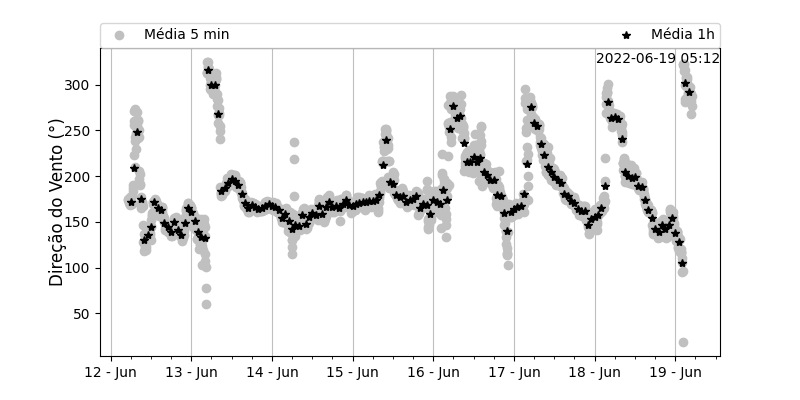 Média 5 min
Média 1h
2022-06-19 05:12
Direção do Vento (°)
300
250
200
150
100
50
12 - Jun
13 - Jun
14 - Jun
15 - Jun
16 - Jun
17 - Jun
18 - Jun
19 - Jun